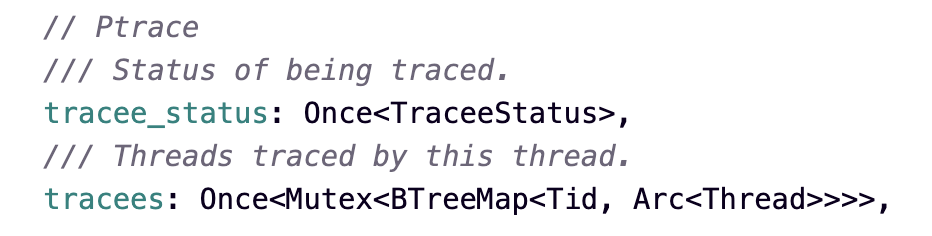 // Ptrace
/// Status of being traced.
tracee_status: Once<TraceeStatus>,
/// Threads traced by this thread.
tracees: Once<Mutex<BTreeMap<Tid, Arc<Thread>>>>,